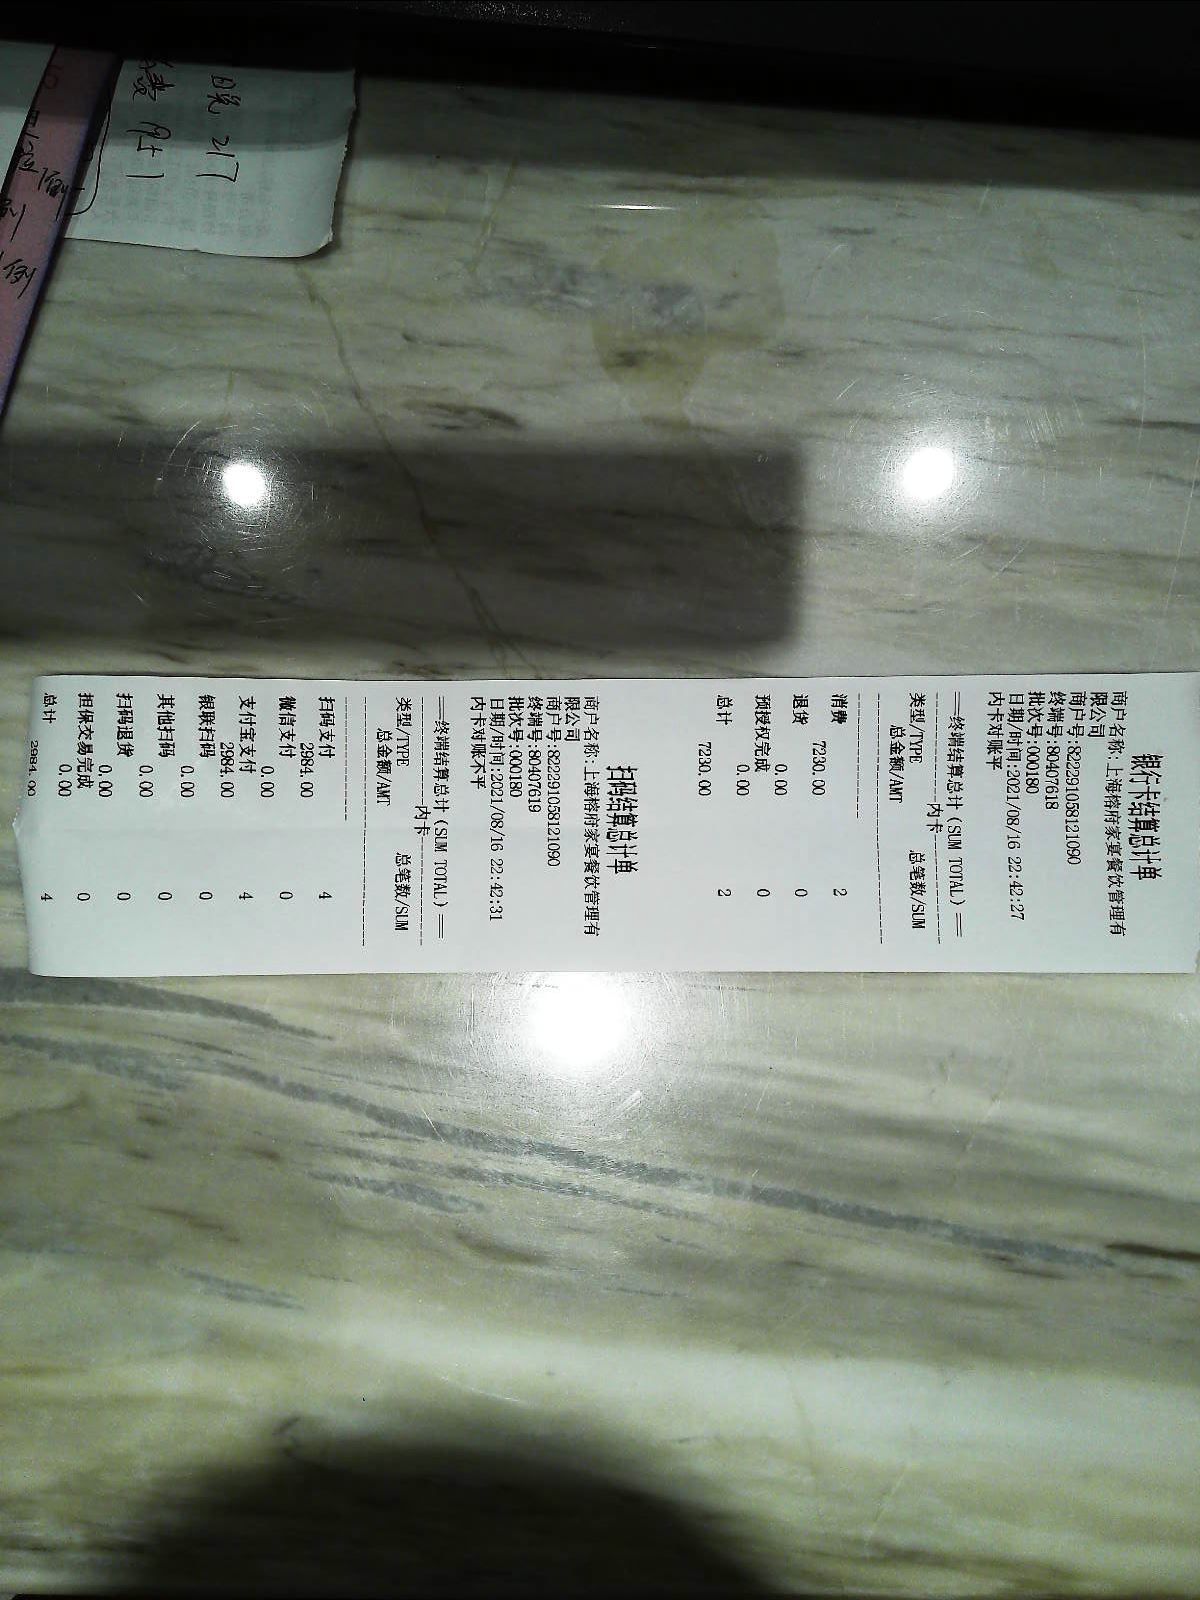 银行卡结算总计单
商户名称:上海榕府家宴餐饮管理有
限公司
商户号:822291058121090
终端号:80407618
批次号:000180
日期/时间:2021/08/16 22:42:27
内卡对账平
==终端结算总计(SUM TOTAL)==
----------内卡----------
类型/TYPE 总笔数/SUM
总金额/AMT
------------------------
消费 2
7230.00
退货 0
0.00
预授权完成 0
0.00
总计 2
7230.00
扫码结算总计单
商户名称:上海榕府家宴餐饮管理有
限公司
商户号:822291058121090
终端号:80407619
批次号:000180
日期/时间:2021/08/16 22:42:31
内卡对账不平
==终端结算总计(SUM TOTAL)==
----------内卡----------
类型/TYPE 总笔数/SUM
总金额/AMT
------------------------
扫码支付 4
2984.00
微信支付 0
0.00
支付宝支付 4
2984.00
银联扫码 0
0.00
其他扫码 0
0.00
扫码退货 0
0.00
担保交易完成 0
0.00
总计 4
2984.00
晚 217